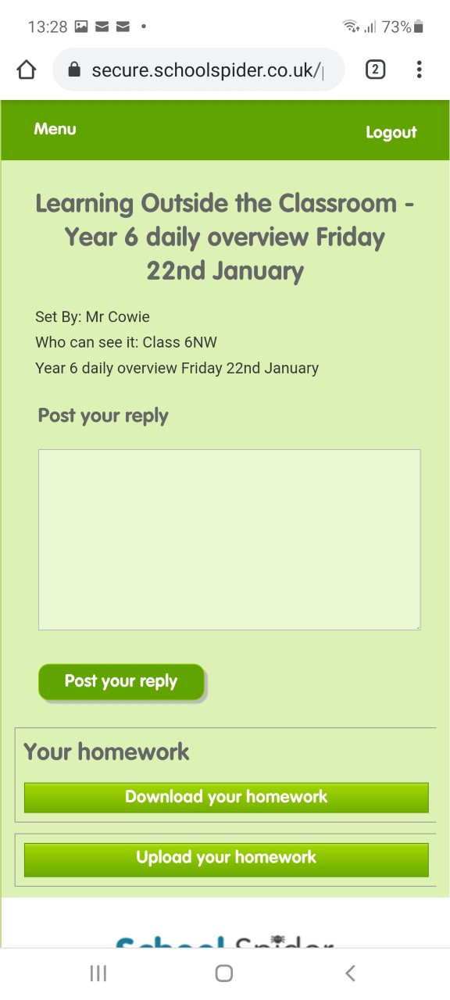 13:28
73%
secure.schoolspider.co.uk/
2
Menu
Logout
Learning Outside the Classroom -
Year 6 daily overview Friday
22nd January
Set By: Mr Cowie
Who can see it: Class 6NW
Year 6 daily overview Friday 22nd January
Post your reply
Post your reply
Your homework
Download your homework
Upload your homework
School Spider